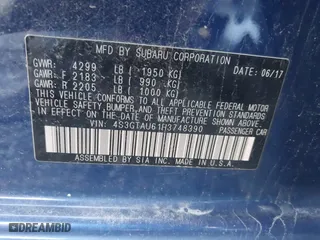 MFD. BY SUBARU CORPORATION
GVWR: 4299 LB ( 1950 KG) DATE: 06/17
GAWR: F 2183 LB ( 990 KG)
GAWR: R 2205 LB ( 1000 KG)
THIS VEHICLE CONFORMS TO ALL APPLICABLE FEDERAL MOTOR
VEHICLE SAFETY, BUMPER, AND THEFT PREVENTION STANDARDS IN
EFFECT ON THE DATE OF MANUFACTURE SHOWN ABOVE.
VIN: 4S3GTAU61H3748390 PASSENGER CAR
ASSEMBLED BY SIA INC. MADE IN U.S.A.
DREAMBID